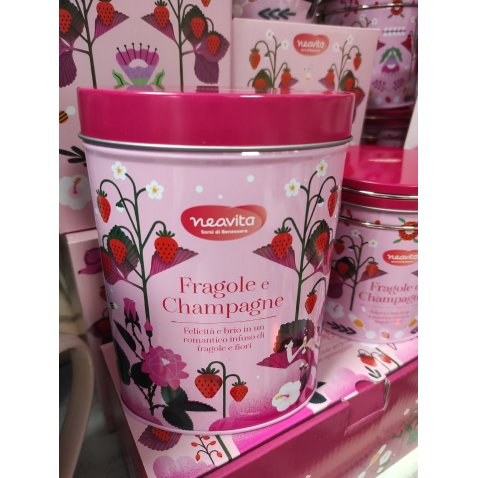 neavita
neavita
Sorsi di Benessere
Fragole e
Champagne
Felicità e brio in un
romantico infuso di
fragole e fiori
neavita
Fragole e
Champagne